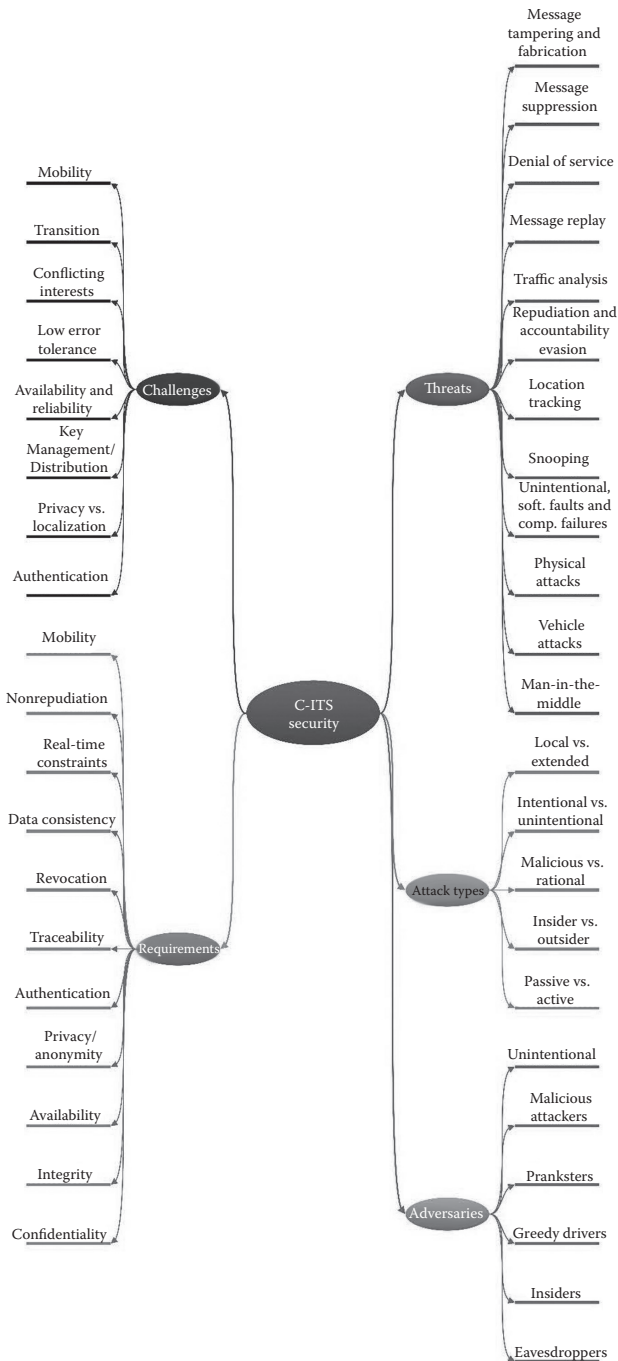 C-ITS
security
Challenges
Mobility
Transition
Conflicting
interests
Low error
tolerance
Availability and
reliability
Key
Management/
Distribution
Privacy vs.
localization
Authentication
Requirements
Mobility
Nonrepudiation
Real-time
constraints
Data consistency
Revocation
Traceability
Authentication
Privacy/
anonymity
Availability
Integrity
Confidentiality
Threats
Message
tampering and
fabrication
Message
suppression
Denial of service
Message replay
Traffic analysis
Repudiation and
accountability
evasion
Location
tracking
Snooping
Unintentional,
soft. faults and
comp. failures
Physical
attacks
Vehicle
attacks
Man-in-the-
middle
Attack types
Local vs.
extended
Intentional vs.
unintentional
Malicious vs.
rational
Insider vs.
outsider
Passive vs.
active
Adversaries
Unintentional
Malicious
attackers
Pranksters
Greedy drivers
Insiders
Eavesdroppers